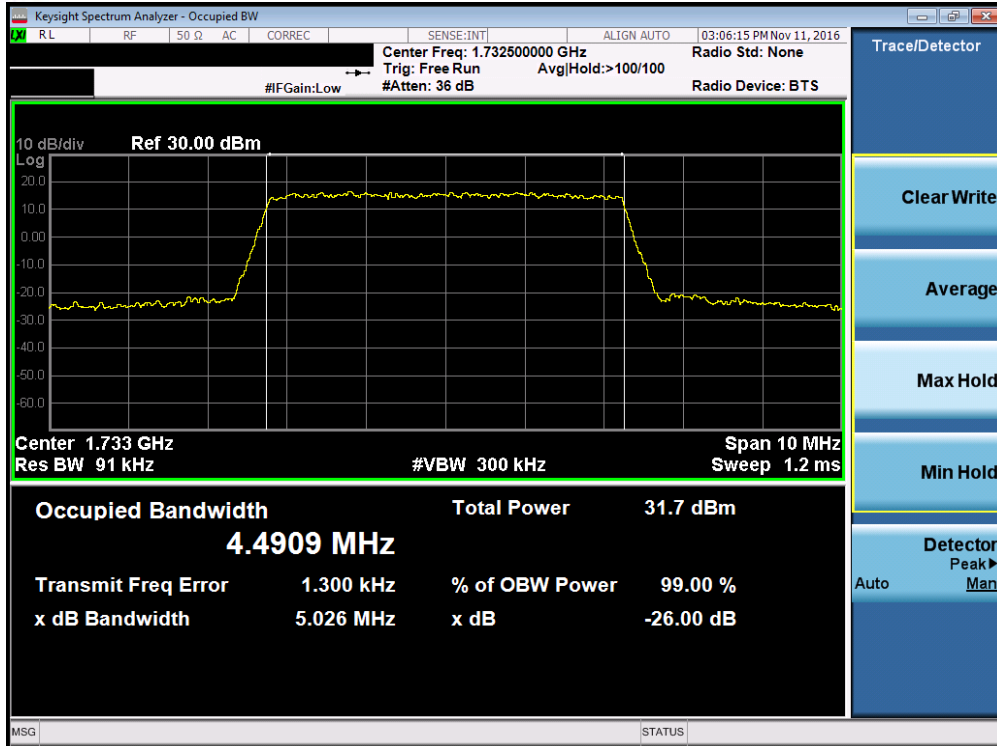 Keysight Spectrum Analyzer - Occupied BW
LXI RL RF 50 Ω AC CORREC SENSE:INT ALIGN AUTO 03:06:15 PM Nov 11, 2016
Center Freq: 1.732500000 GHz Radio Std: None
Trig: Free Run Avg|Hold:>100/100
#IFGain:Low #Atten: 36 dB Radio Device: BTS
Trace/Detector
10 dB/div Ref 30.00 dBm
Log
20.0
10.0
0.00
-10.0
-20.0
-30.0
-40.0
-50.0
-60.0
Center 1.733 GHz Span 10 MHz
Res BW 91 kHz #VBW 300 kHz Sweep 1.2 ms
Occupied Bandwidth Total Power 31.7 dBm
4.4909 MHz
Transmit Freq Error 1.300 kHz % of OBW Power 99.00 %
x dB Bandwidth 5.026 MHz x dB -26.00 dB
Clear Write
Average
Max Hold
Min Hold
Detector
Peak▶
Auto Man
MSG STATUS